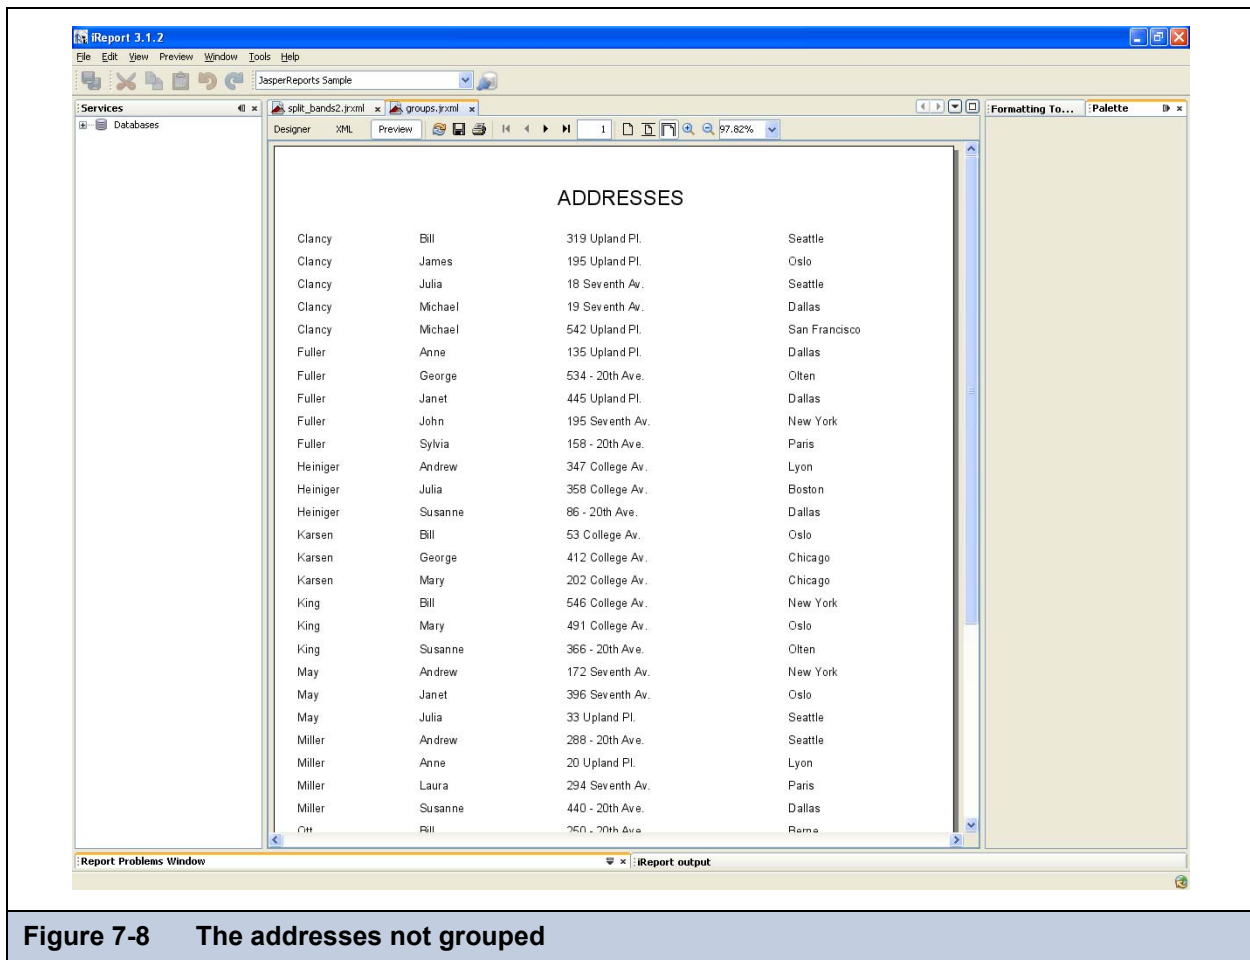 iReport 3.1.2
File Edit View Preview Window Tools Help
JasperReports Sample
Services
Databases
split_bands2.jrxml x groups.jrxml x
Designer XML Preview 1 97.82%
Formatting To... Palette
ADDRESSES
Clancy Bill 319 Upland Pl. Seattle
Clancy James 195 Upland Pl. Oslo
Clancy Julia 18 Seventh Av. Seattle
Clancy Michael 19 Seventh Av. Dallas
Clancy Michael 542 Upland Pl. San Francisco
Fuller Anne 135 Upland Pl. Dallas
Fuller George 534 - 20th Ave. Olten
Fuller Janet 445 Upland Pl. Dallas
Fuller John 195 Seventh Av. New York
Fuller Sylvia 158 - 20th Ave. Paris
Heiniger Andrew 347 College Av. Lyon
Heiniger Julia 358 College Av. Boston
Heiniger Susanne 86 - 20th Ave. Dallas
Karsen Bill 53 College Av. Oslo
Karsen George 412 College Av. Chicago
Karsen Mary 202 College Av. Chicago
King Bill 546 College Av. New York
King Mary 491 College Av. Oslo
King Susanne 366 - 20th Ave. Olten
May Andrew 172 Seventh Av. New York
May Janet 396 Seventh Av. Oslo
May Julia 33 Upland Pl. Seattle
Miller Andrew 288 - 20th Ave. Seattle
Miller Anne 20 Upland Pl. Lyon
Miller Laura 294 Seventh Av. Paris
Miller Susanne 440 - 20th Ave. Dallas
Ott Bill 250 - 20th Ave. Berne
Report Problems Window
iReport output
Figure 7-8 The addresses not grouped